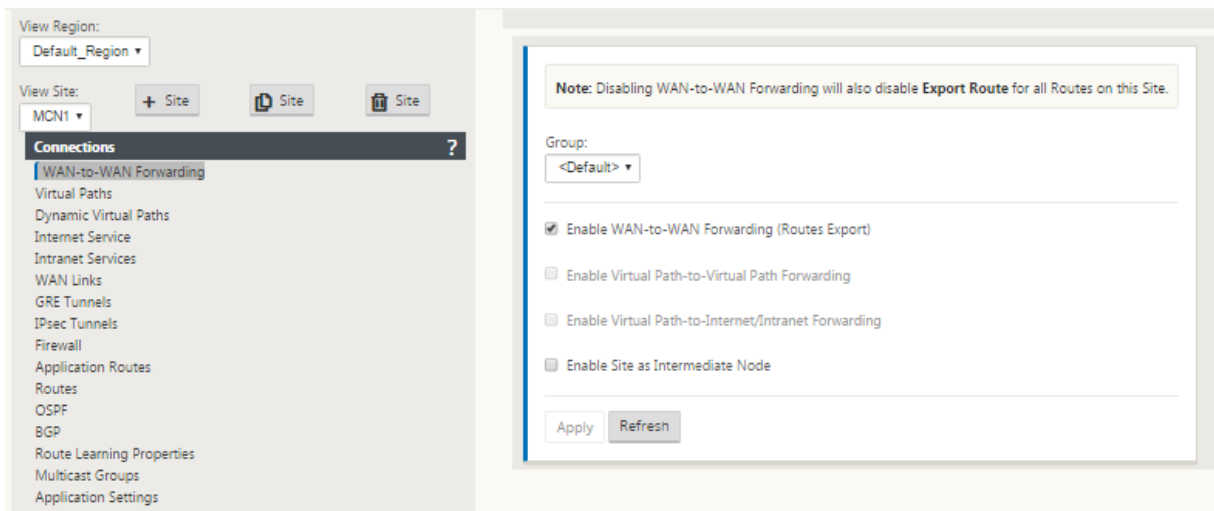 View Region:
Default_Region
View Site:
MCN1
+ Site
Site
Site
Connections ?
WAN-to-WAN Forwarding
Virtual Paths
Dynamic Virtual Paths
Internet Service
Intranet Services
WAN Links
GRE Tunnels
IPsec Tunnels
Firewall
Application Routes
Routes
OSPF
BGP
Route Learning Properties
Multicast Groups
Application Settings
Note: Disabling WAN-to-WAN Forwarding will also disable Export Route for all Routes on this Site.
Group:
<Default>
Enable WAN-to-WAN Forwarding (Routes Export)
Enable Virtual Path-to-Virtual Path Forwarding
Enable Virtual Path-to-Internet/Intranet Forwarding
Enable Site as Intermediate Node
Apply Refresh